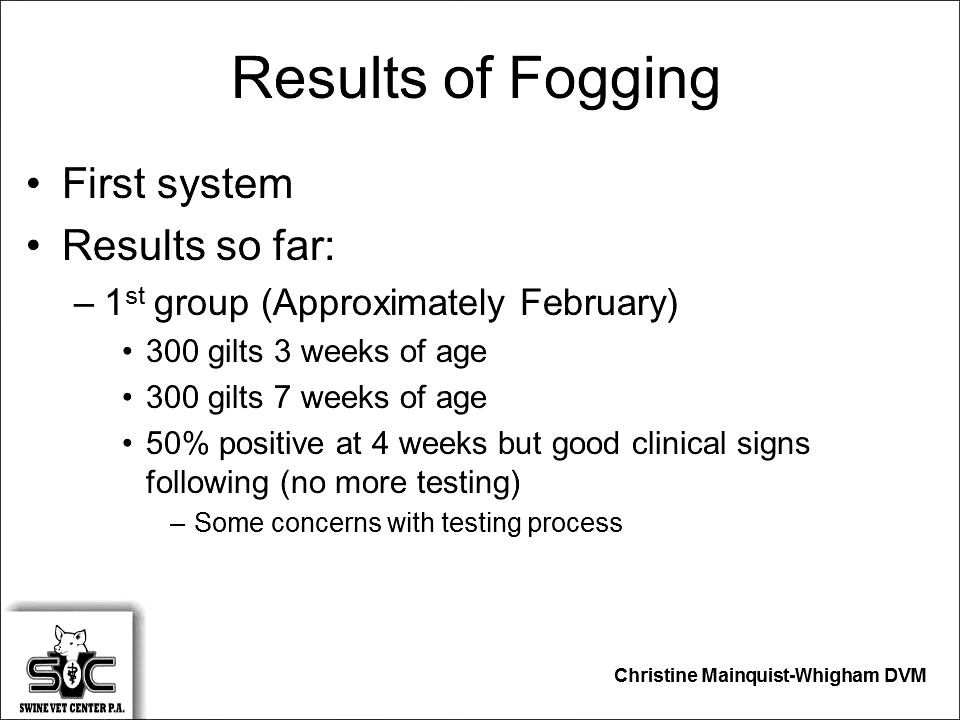 Results of Fogging
• First system
• Results so far:
– 1st group (Approximately February)
• 300 gilts 3 weeks of age
• 300 gilts 7 weeks of age
• 50% positive at 4 weeks but good clinical signs
following (no more testing)
– Some concerns with testing process
SVC
SWINE VET CENTER P.A.
Christine Mainquist-Whigham DVM